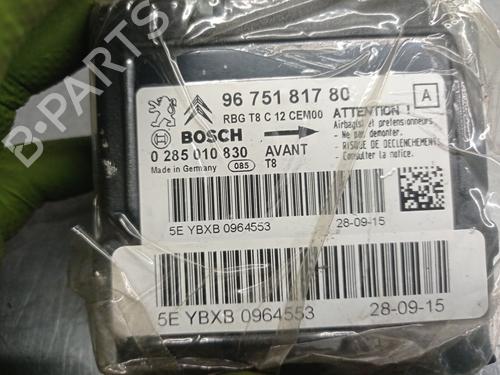 96 751 817 80
RBG T8 C 12 CEM00
A
BOSCH
ATTENTION !
Airbag(s) et pretensionneurs
- Ne pas demonter.
- RISQUE DE DECLENCHEMENT
Consulter la notice.
0 285 010 830
AVANT
Made in Germany
085
T8
5E YBXB 0964553
28-09-15
5E YBXB 0964553
28-09-15
B-PARTS